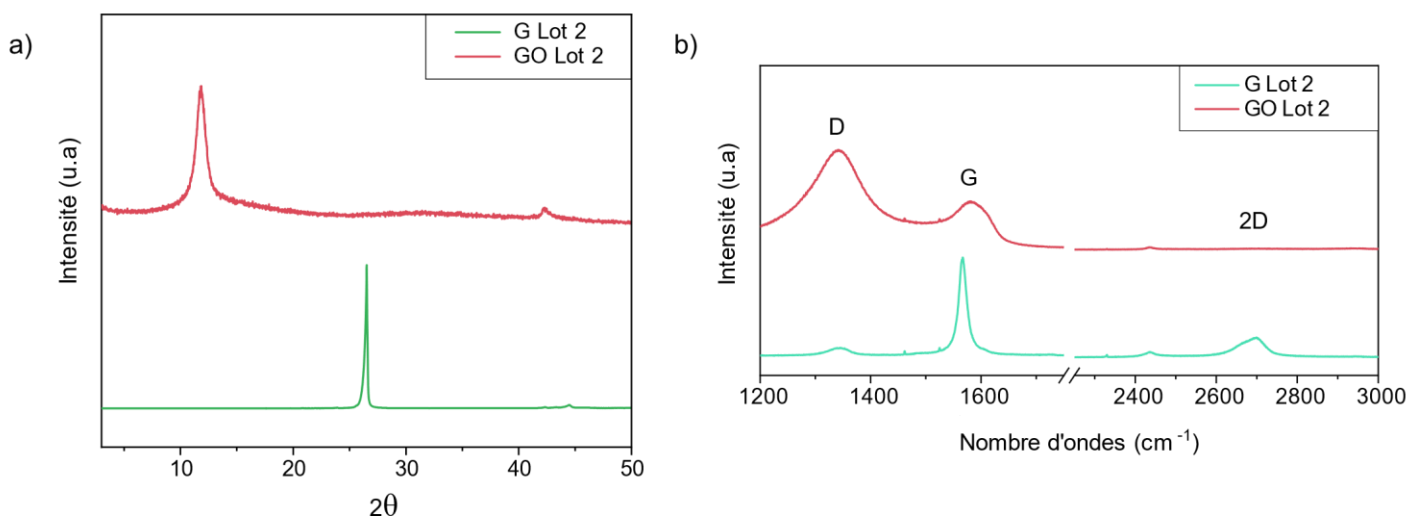 a)
G Lot 2
GO Lot 2
Intensité (u.a)
10
20
30
40
50
2θ
b)
G Lot 2
GO Lot 2
D
G
2D
Intensité (u.a)
1200
1400
1600
2400
2600
2800
3000
Nombre d'ondes (cm⁻¹)